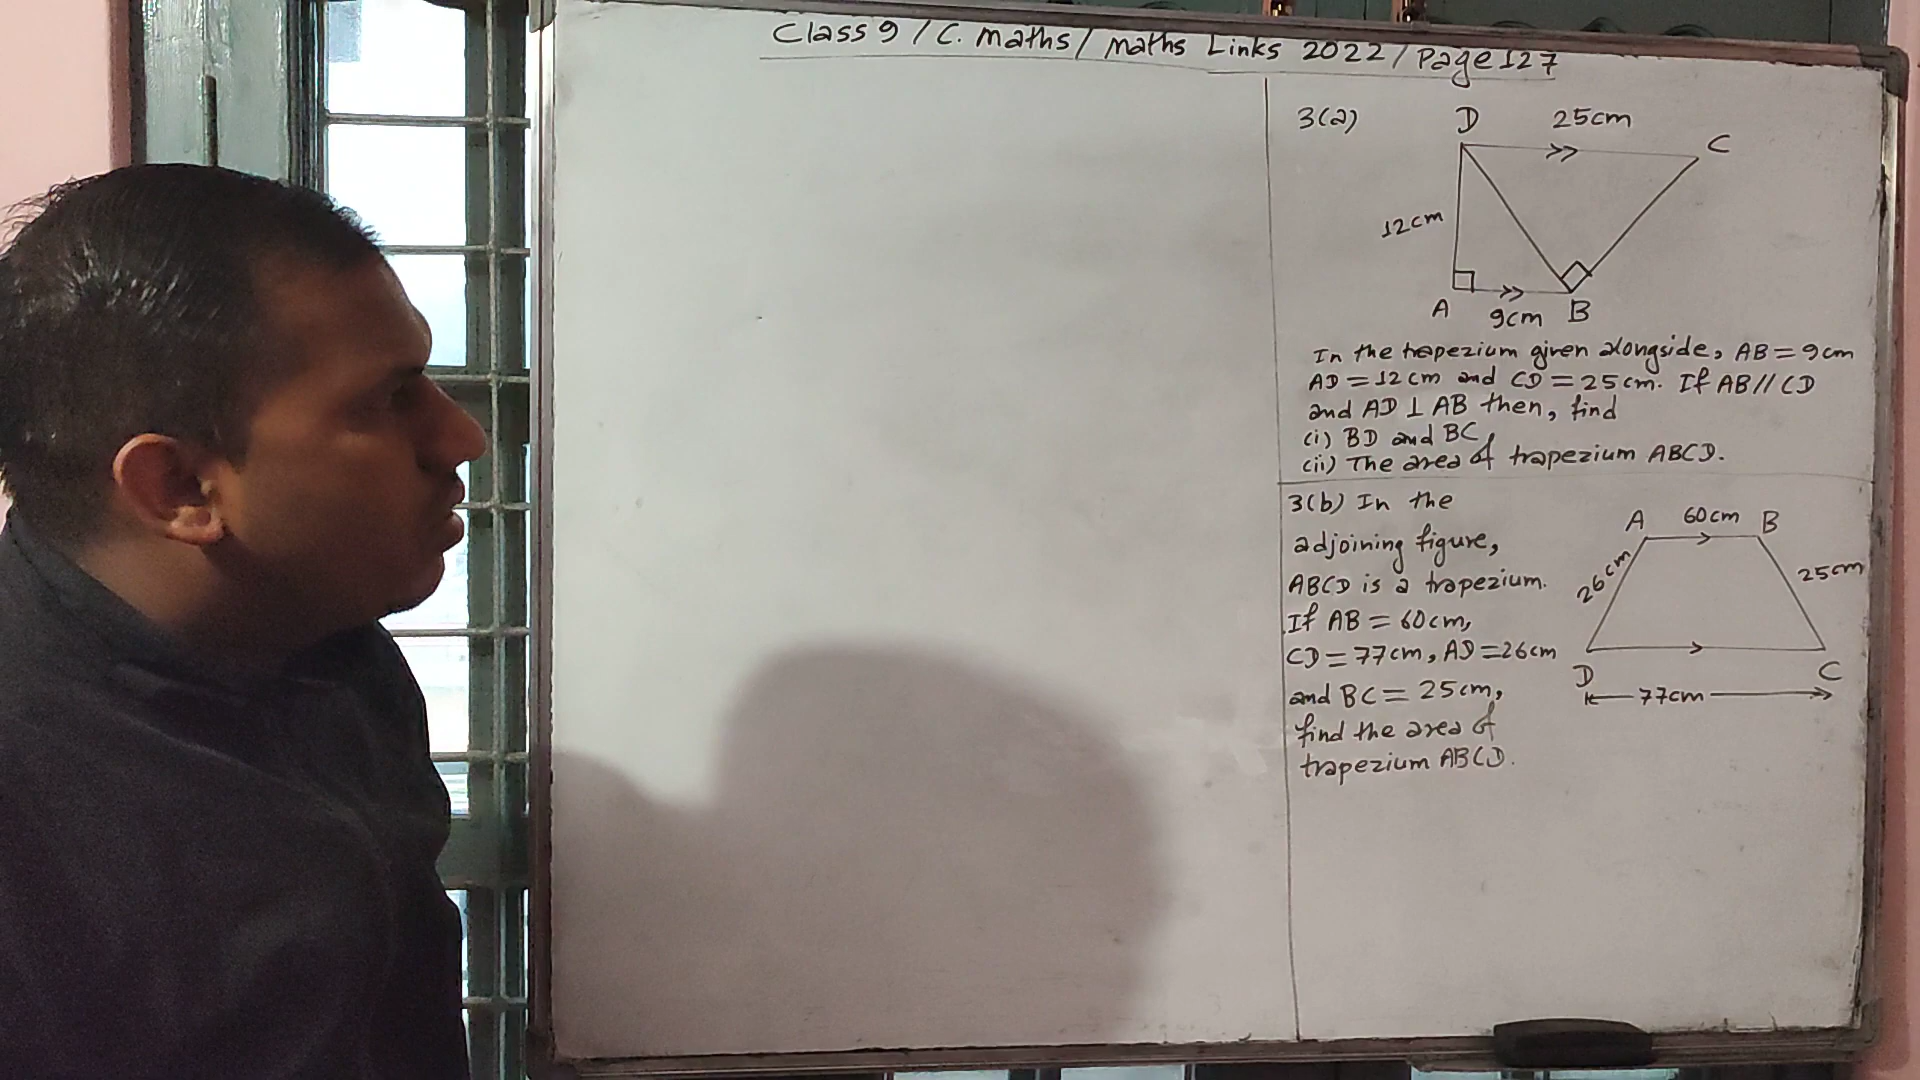 Class 9 / C. maths / maths Links 2022 / Page 127
3(a)
D 25cm C
12cm
A 9cm B
In the trapezium given alongside, AB = 9cm
AD = 12cm and CD = 25cm. If AB // CD
and AD ⊥ AB then, find
(i) BD and BC
(ii) The area of trapezium ABCD.
3(b) In the
adjoining figure,
ABCD is a trapezium.
If AB = 60cm,
CD = 77cm, AD = 26cm
and BC = 25cm,
find the area of
trapezium ABCD.
A 60cm B
26cm 25cm
D C
77cm